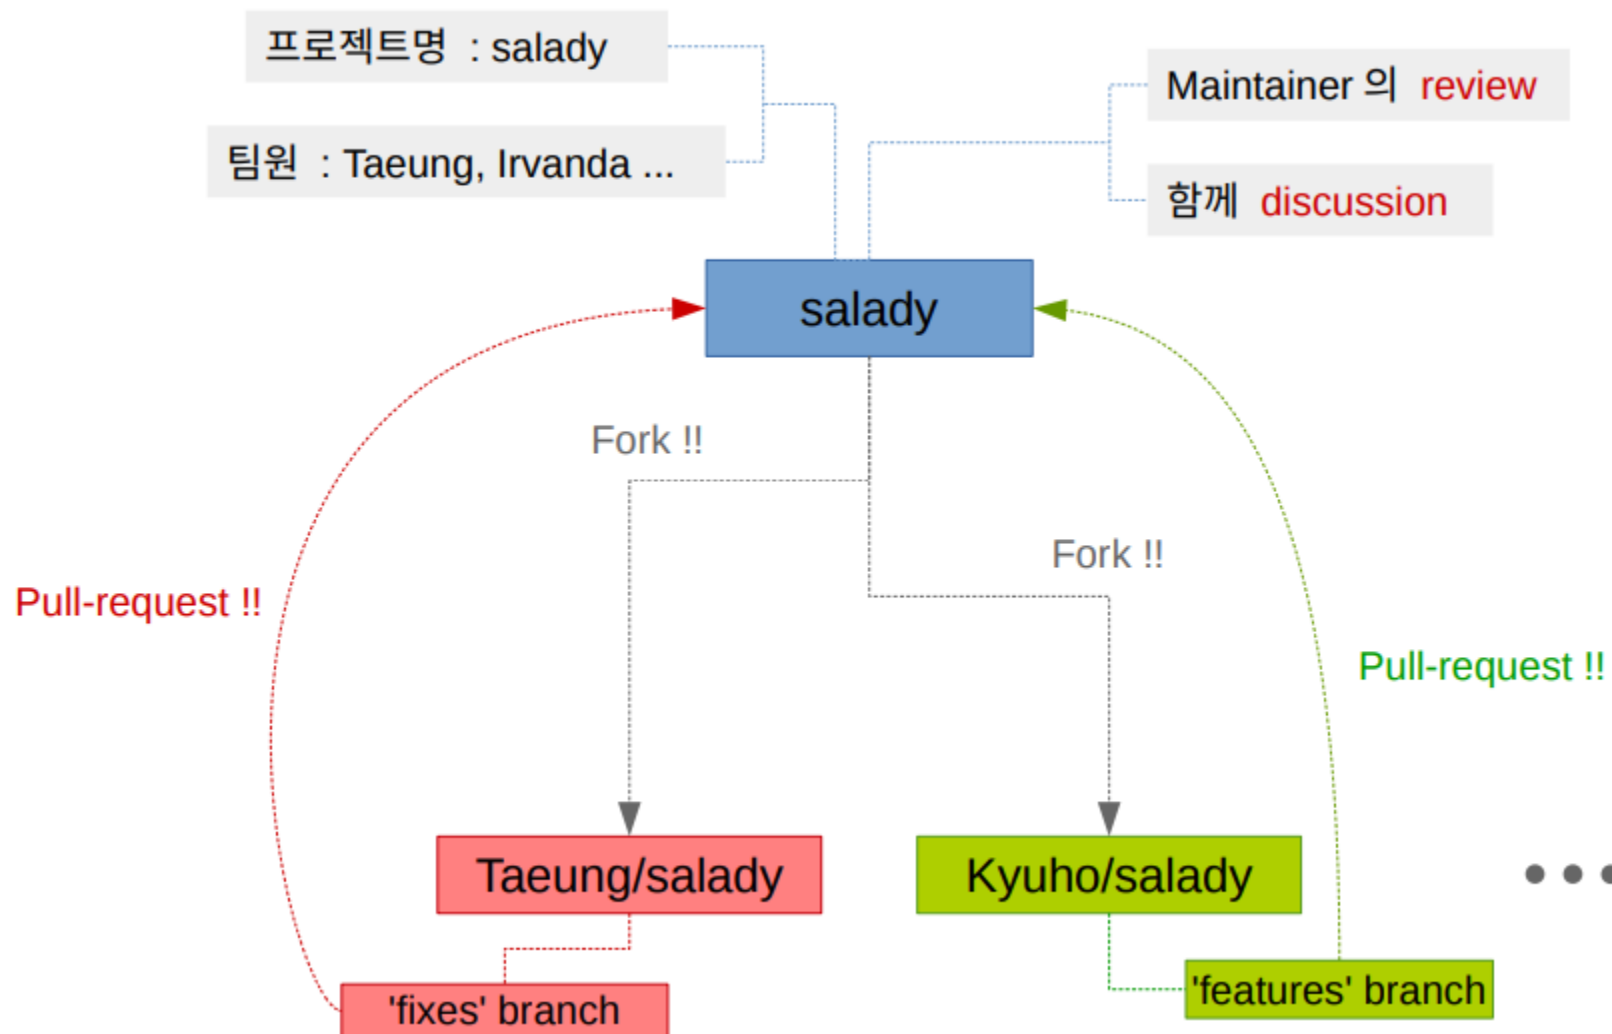 프로젝트명 : salady
팀원 : Taeung, Irvanda ...
Maintainer 의 review
함께 discussion
salady
Fork !!
Fork !!
Pull-request !!
Pull-request !!
Taeung/salady
Kyuho/salady
'fixes' branch
'features' branch